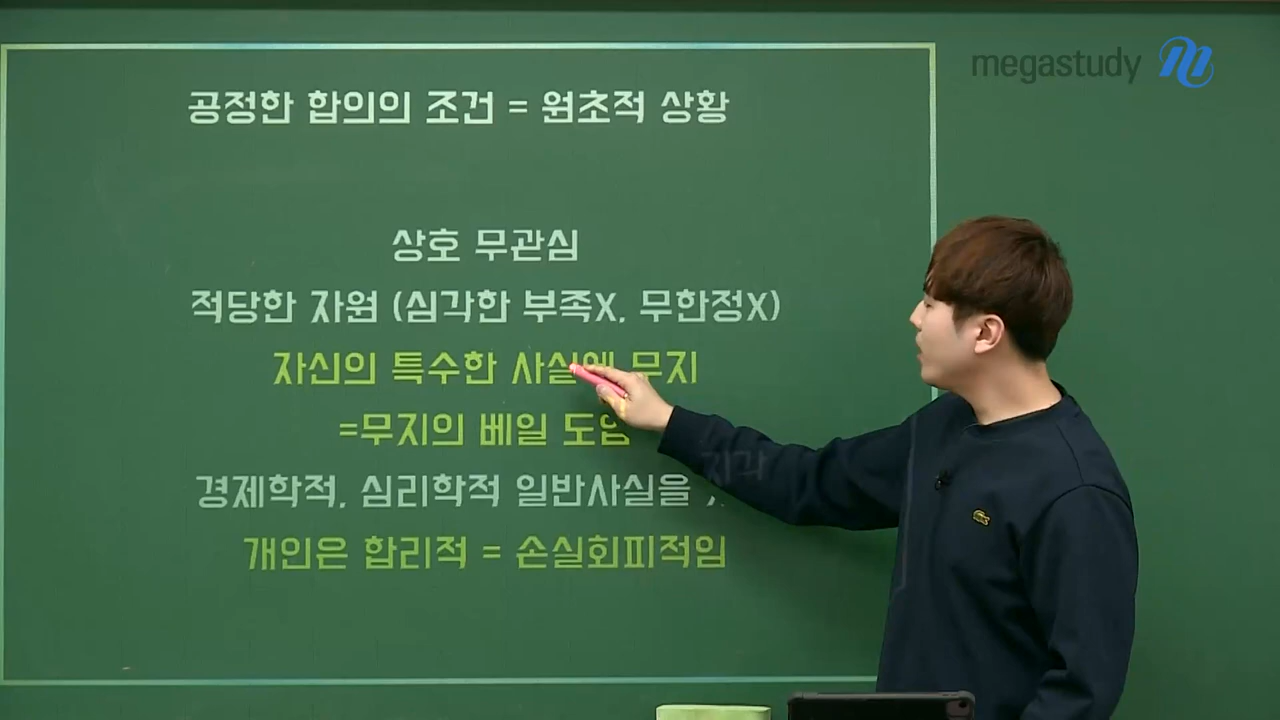 megastudy
공정한 합의의 조건 = 원초적 상황
상호 무관심
적당한 자원 (심각한 부족X, 무한정X)
자신의 특수한 사실에 무지
=무지의 베일 도입
경제학적, 심리학적 일반사실을 지각
개인은 합리적 = 손실회피적임